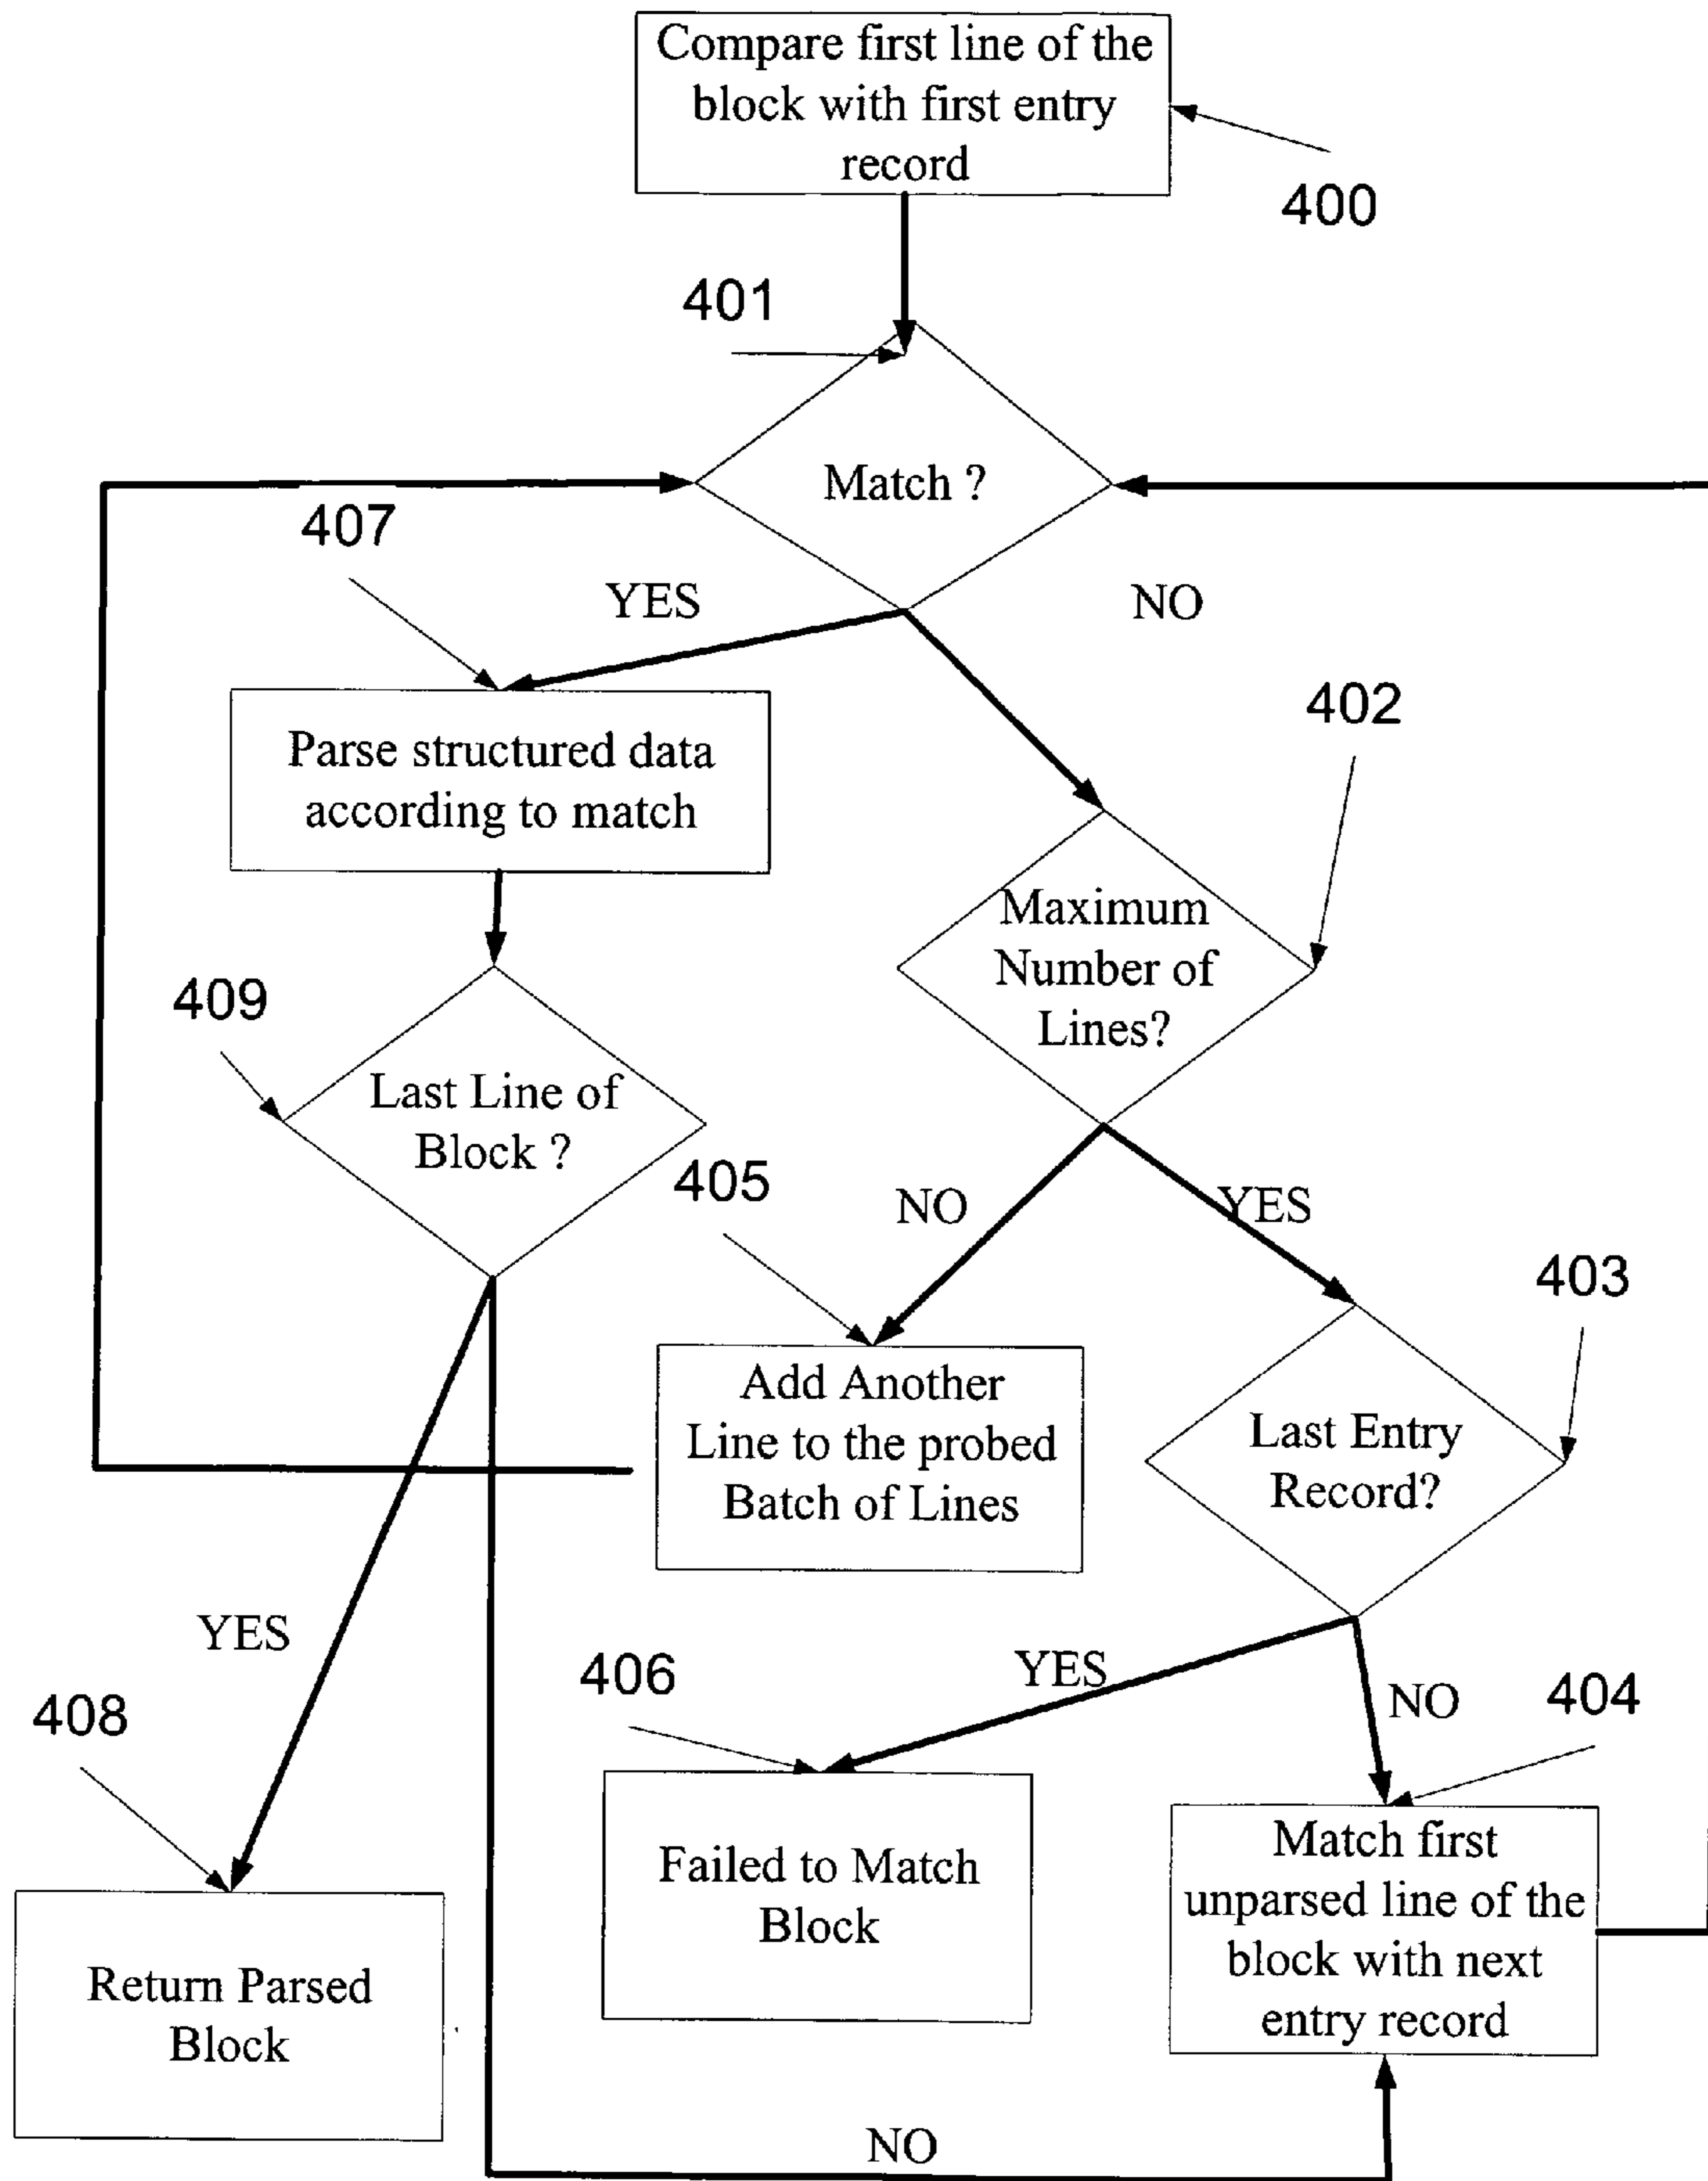 Compare first line of the
block with first entry
record
400
401
Match ?
407
YES
NO
402
Parse structured data
according to match
Maximum
Number of
Lines?
409
Last Line of
Block ?
405
NO
YES
403
Add Another
Line to the probed
Batch of Lines
Last Entry
Record?
YES
406
YES
NO
404
408
Failed to Match
Block
Match first
unparsed line of the
block with next
entry record
Return Parsed
Block
NO